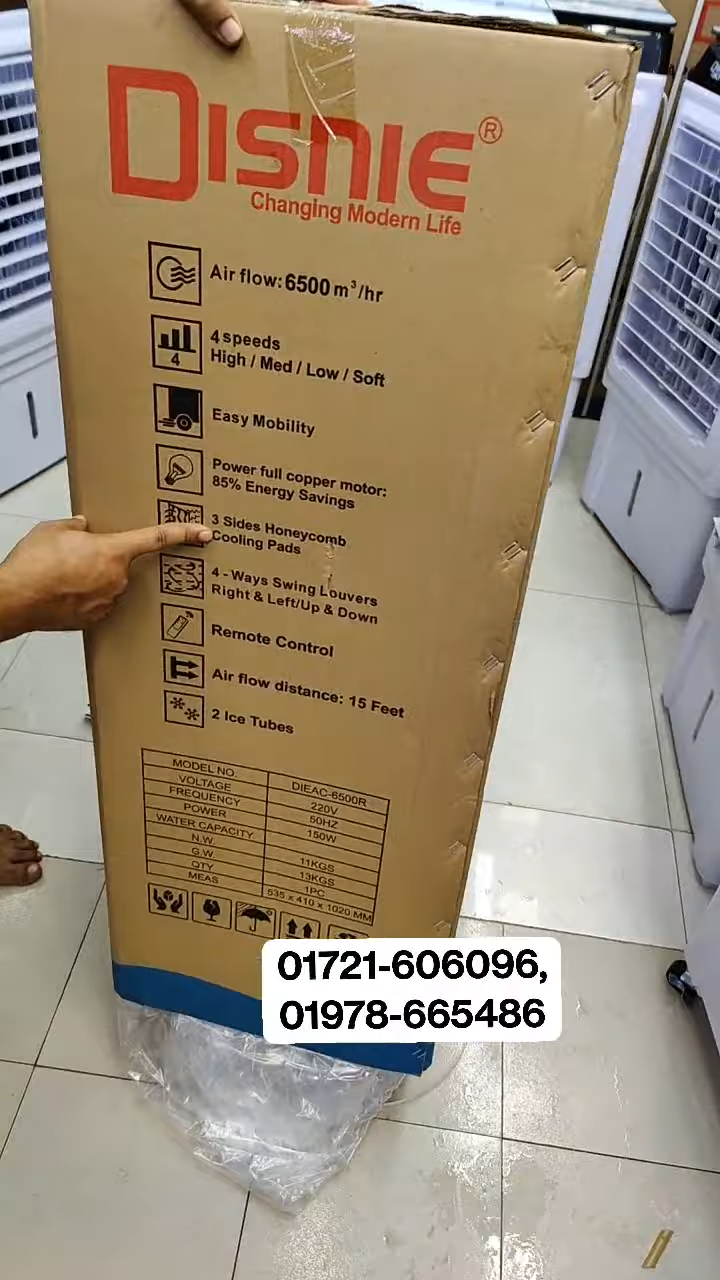 DISNIE®
Changing Modern Life
Air flow: 6500 m³/hr
4 speeds
High / Med / Low / Soft
4
Easy Mobility
Power full copper motor:
85% Energy Savings
3 Sides Honeycomb
Cooling Pads
4 - Ways Swing Louvers
Right & Left/Up & Down
Remote Control
Air flow distance: 15 Feet
2 Ice Tubes
MODEL NO. DIEAC-6500R
VOLTAGE 220V
FREQUENCY 50HZ
POWER 150W
WATER CAPACITY
N.W. 11KGS
G.W. 13KGS
QTY 1PC
MEAS 535 x 410 x 1020 MM
01721-606096,
01978-665486